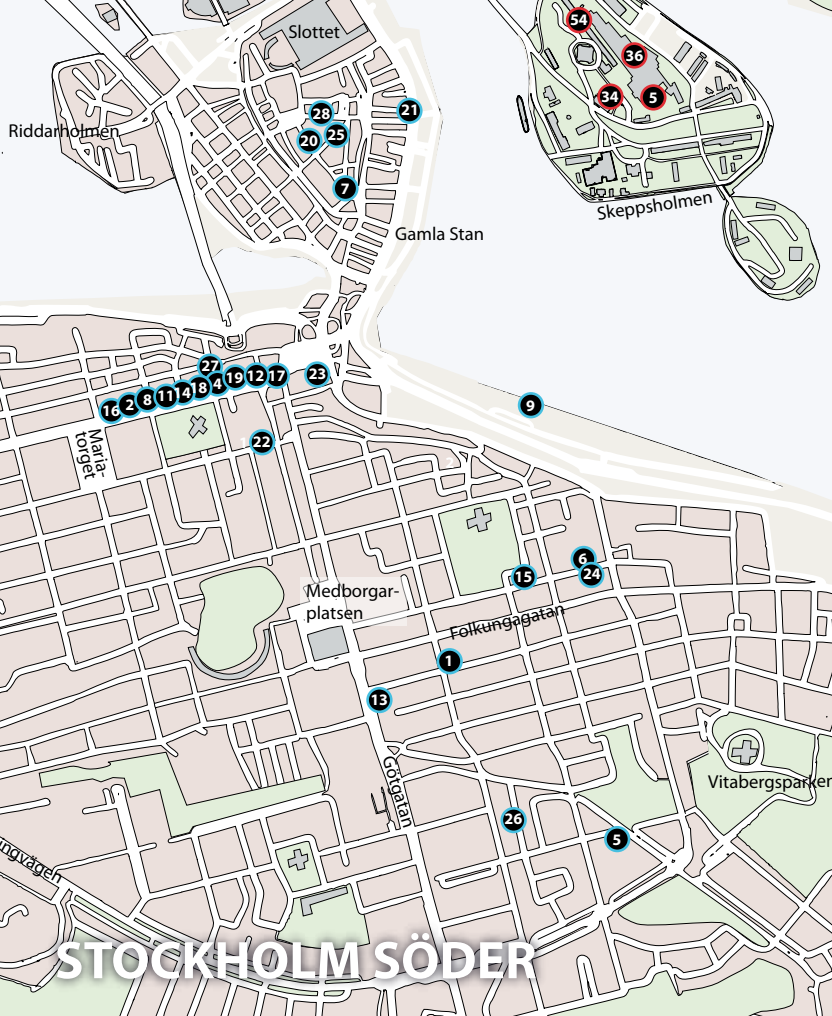 54
Slottet
36
34
5
28
21
Riddarholmen
25
20
7
Skeppsholmen
Gamla Stan
27
23
16
2
8
11
14
18
4
19
12
17
9
Maria-
torget
1
22
2
6
15
24
Medborgar-
platsen
Folkungagatan
1
13
Götgatan
Vitabergsparken
26
5
ngvägen
STOCKHOLM SÖDER